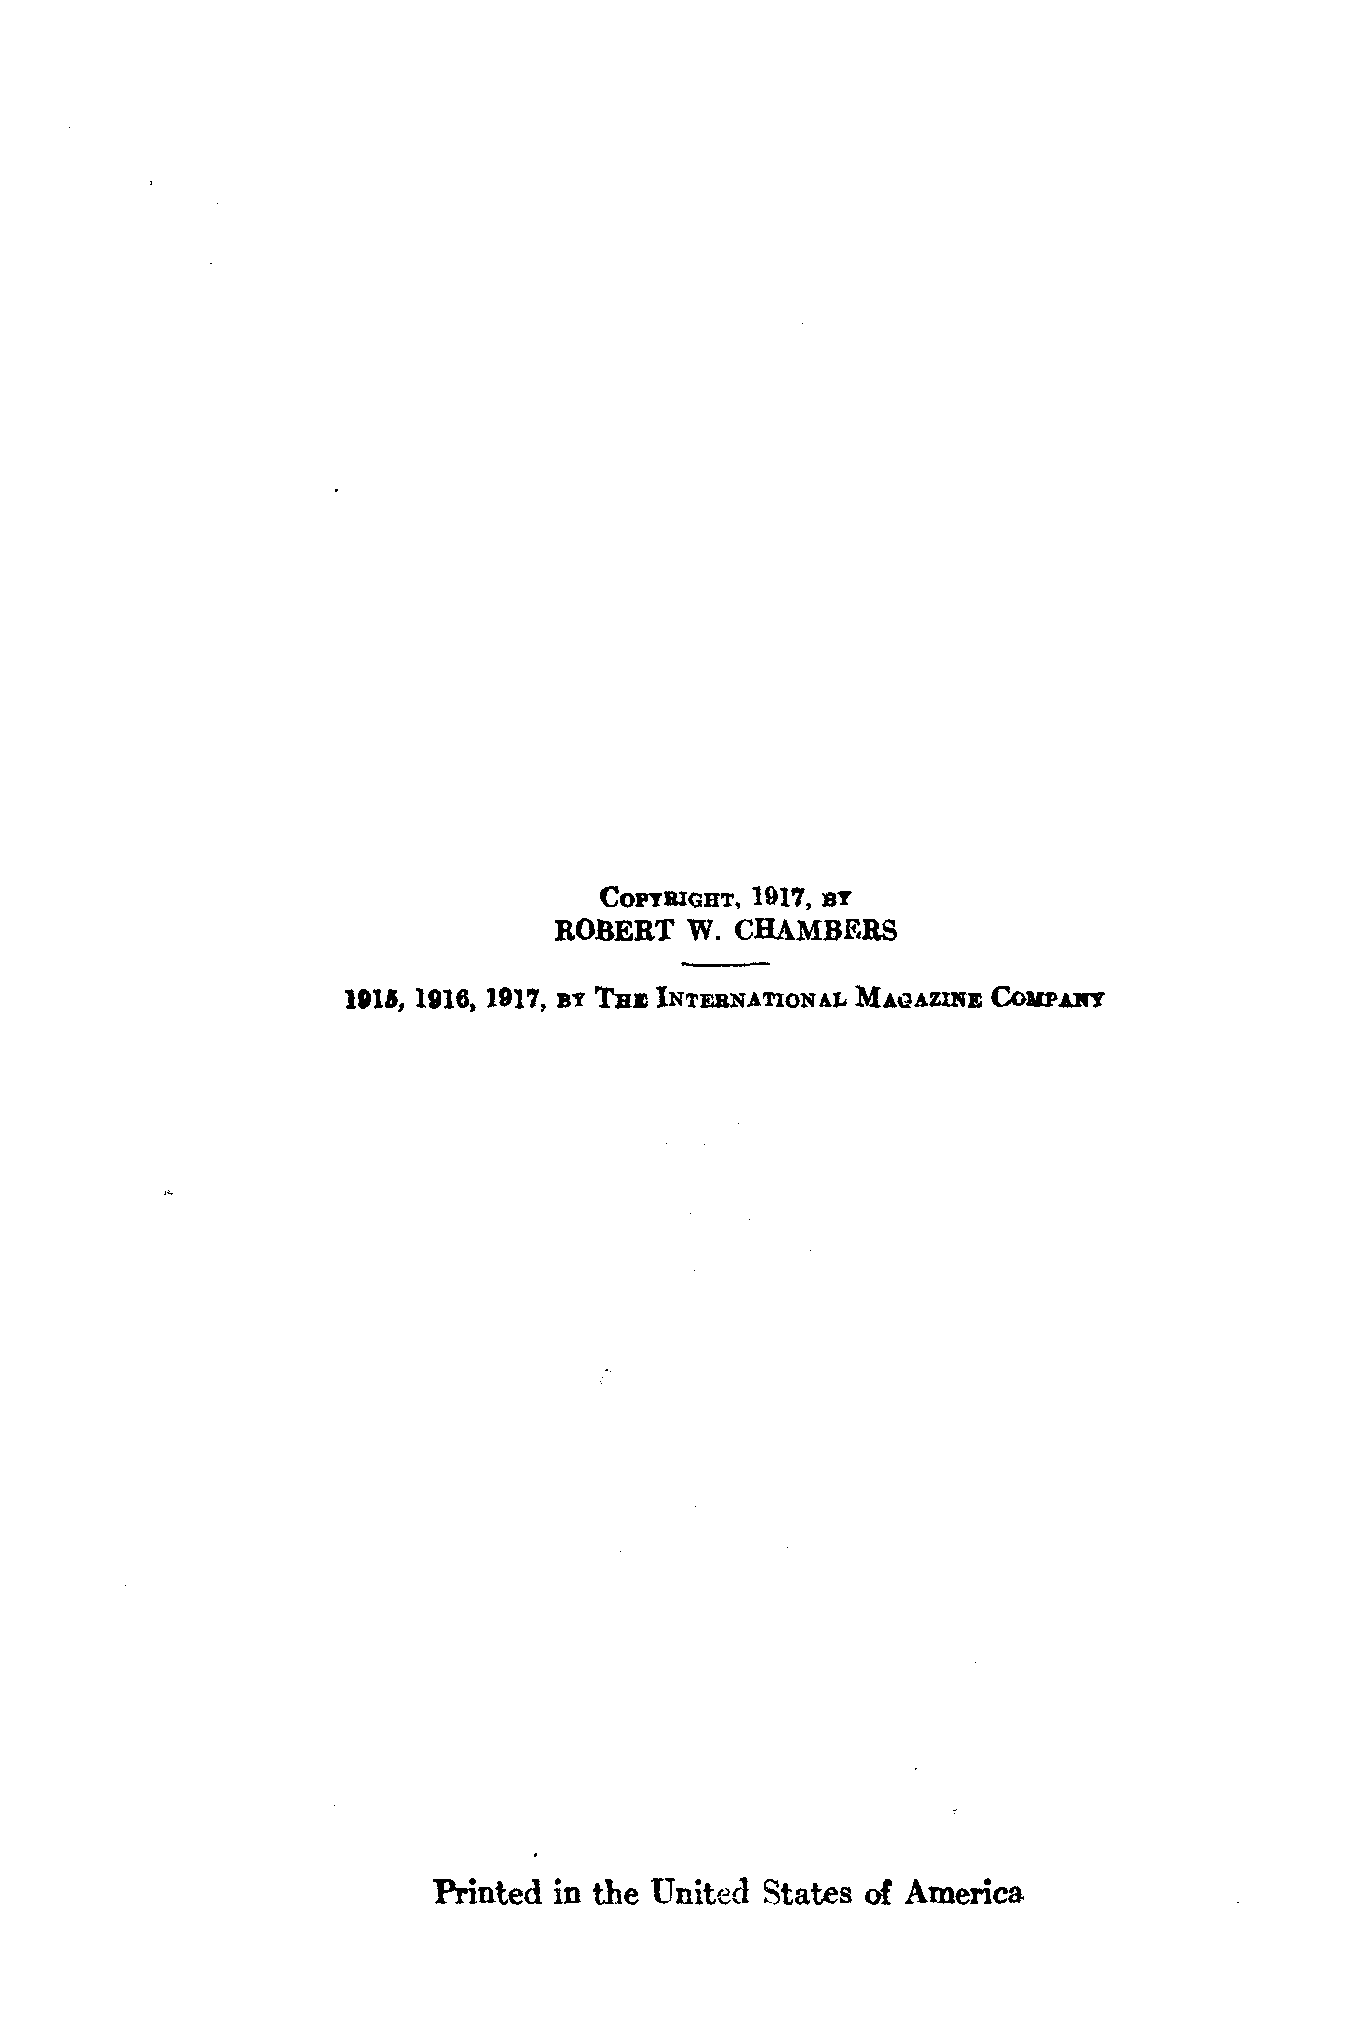 COPYRIGHT, 1917, BY
ROBERT W. CHAMBERS
1915, 1916, 1917, BY THE INTERNATIONAL MAGAZINE COMPANY
Printed in the United States of America